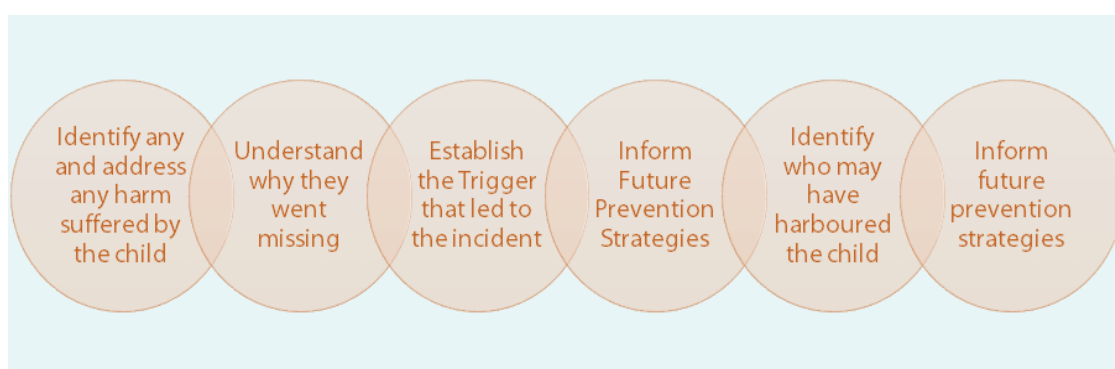 Identify any
and address
any harm
suffered by
the child
Understand
why they
went
missing
Establish
the Trigger
that led to
the incident
Inform
Future
Prevention
Strategies
Identify
who may
have
harboured
the child
Inform
future
prevention
strategies